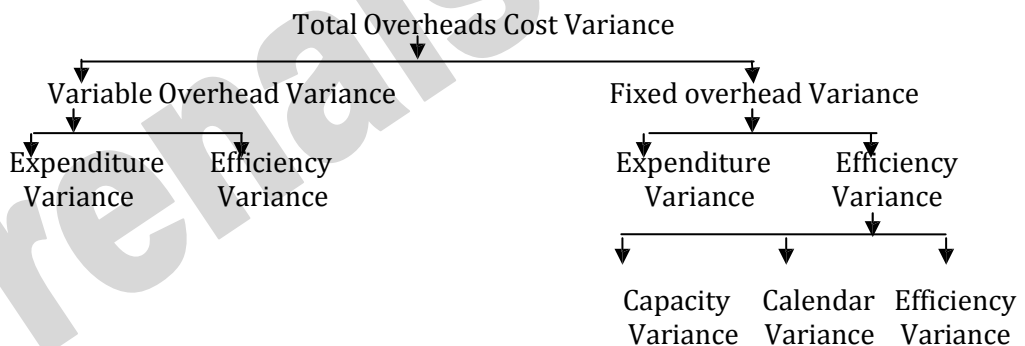 Total Overheads Cost Variance
Variable Overhead Variance Fixed overhead Variance
Expenditure Variance Efficiency Variance Expenditure Variance Efficiency Variance
Capacity Variance Calendar Variance Efficiency Variance
renais